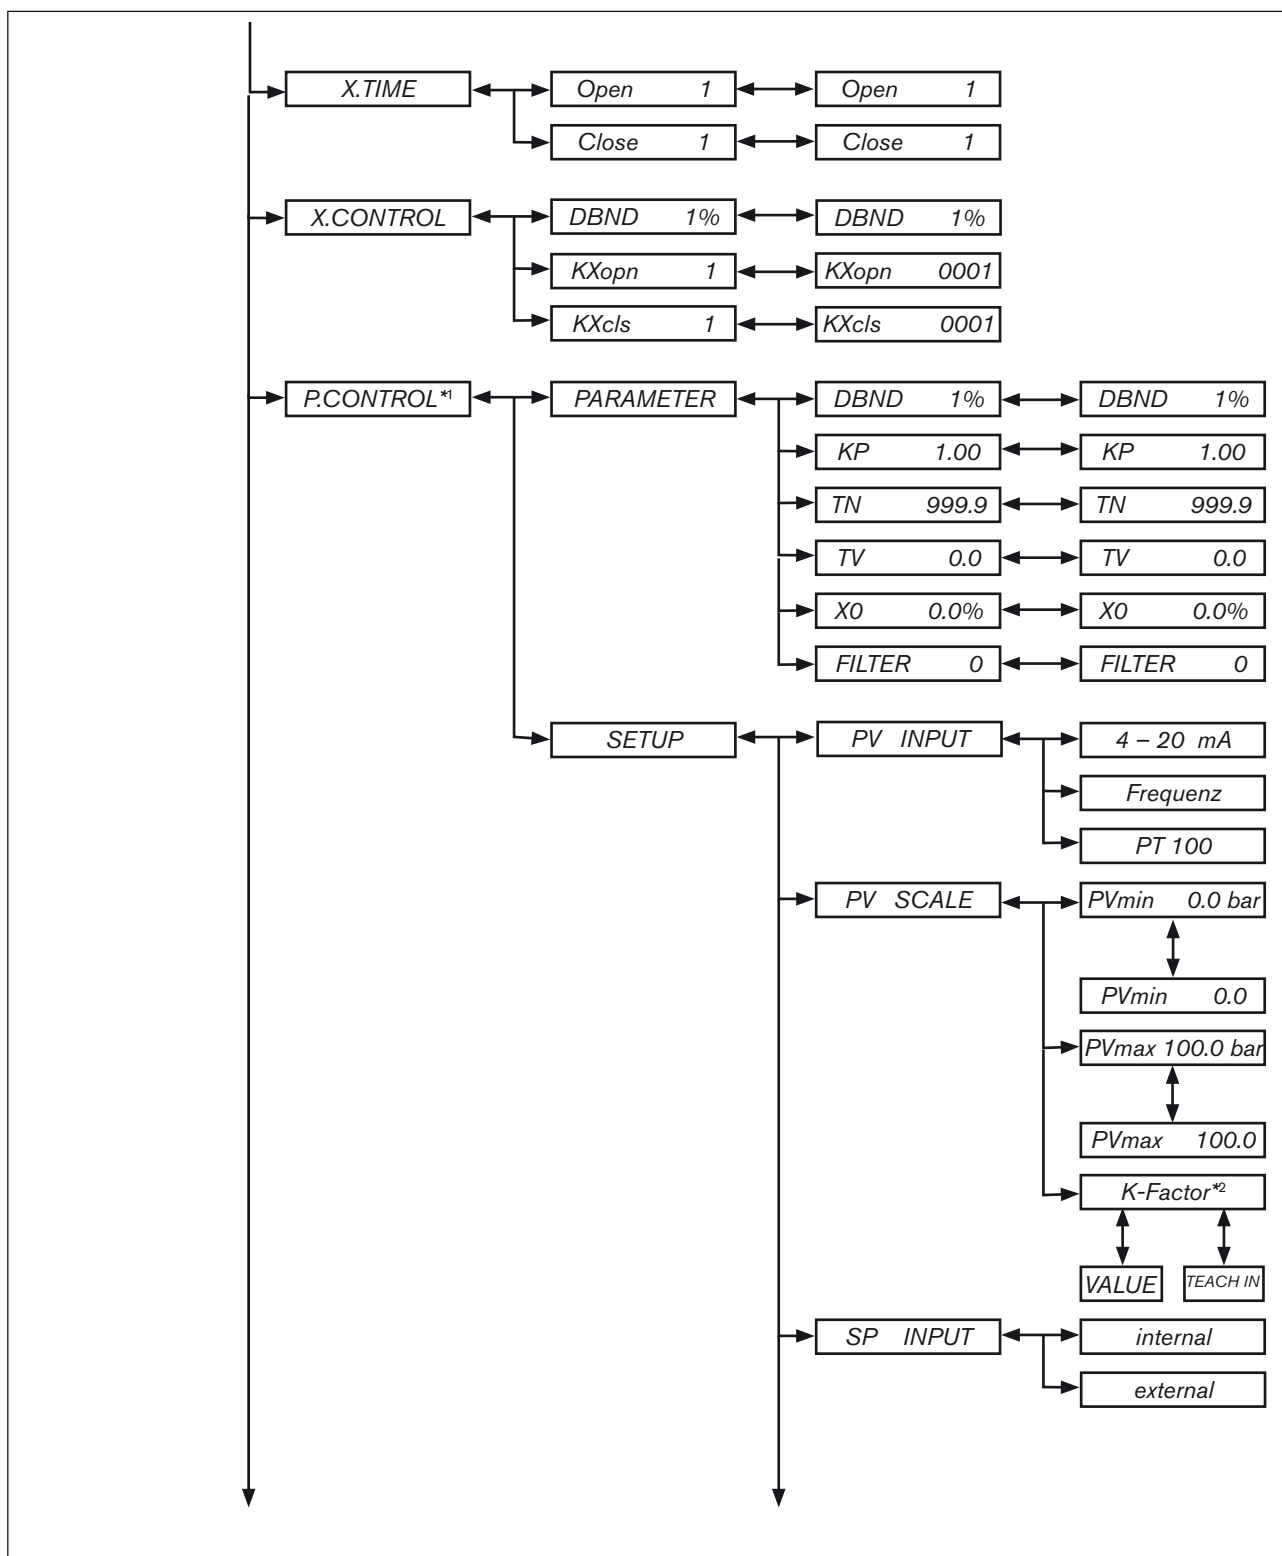 X.TIME Open 1 Open 1
Close 1 Close 1
X.CONTROL DBND 1% DBND 1%
KXopn 1 KXopn 0001
KXcls 1 KXcls 0001
P.CONTROL*1 PARAMETER DBND 1% DBND 1%
KP 1.00 KP 1.00
TN 999.9 TN 999.9
TV 0.0 TV 0.0
X0 0.0% X0 0.0%
FILTER 0 FILTER 0
SETUP PV INPUT 4 – 20 mA
Frequenz
PT 100
PV SCALE PVmin 0.0 bar
PVmin 0.0
PVmax 100.0 bar
PVmax 100.0
K-Factor*2
VALUE TEACH IN
SP INPUT internal
external